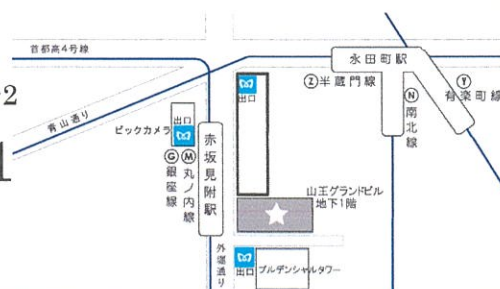 首都高4号線
永田町駅
Z半蔵門線
Y
有楽町線
N
南北線
2
青山通り
出口
出口
ビックカメラ
赤坂見附駅
G
銀座線
M
丸ノ内線
山王グランドビル
地下1階
外堀通り
出口
プルデンシャルタワー